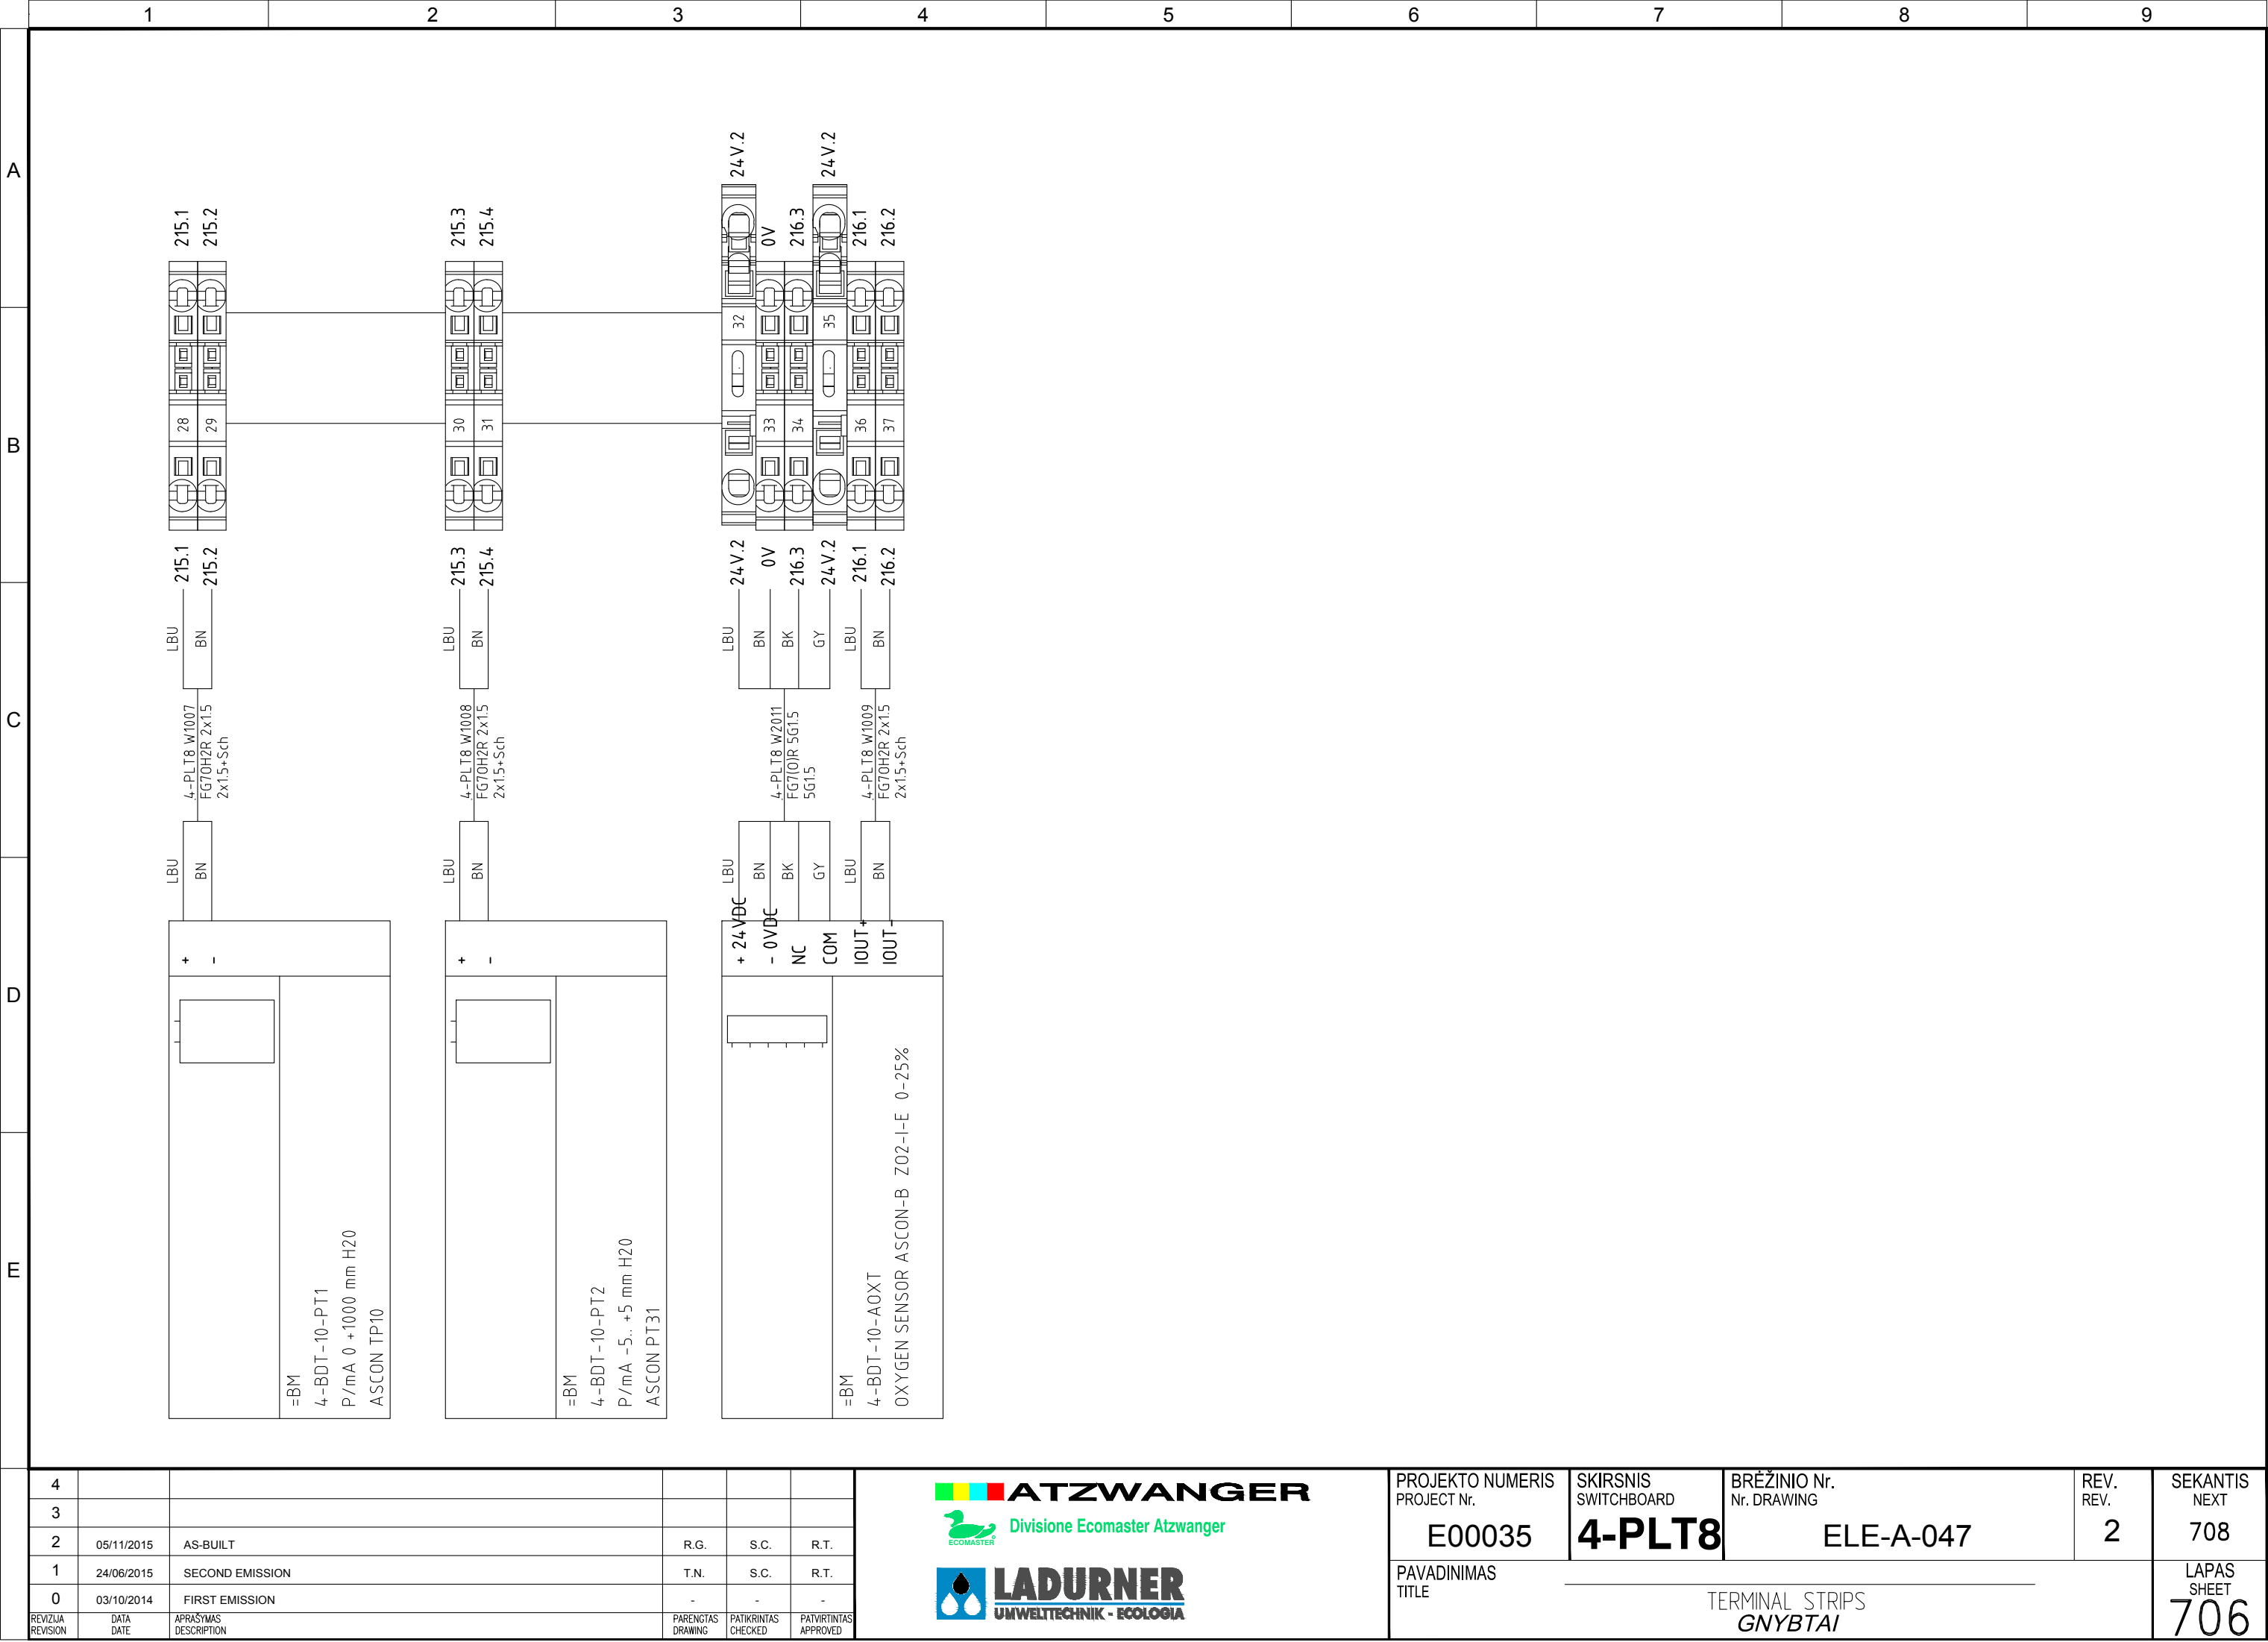 1 2 3 4 5 6 7 8 9
A
B
C
D
E
215.1
215.2
215.3
215.4
24V.2
0V
216.3
24V.2
216.1
216.2
28
29
30
31
32
33
34
35
36
37
215.1
215.2
215.3
215.4
24V.2
0V
216.3
24V.2
216.1
216.2
LBU
BN
LBU
BN
LBU
BN
BK
GY
LBU
BN
4-PLT8 W1007
FG7OH2R 2x1.5
2x1.5+Sch
4-PLT8 W1008
FG7OH2R 2x1.5
2x1.5+Sch
4-PLT8 W2011
FG7(O)R 5G1.5
5G1.5
4-PLT8 W1009
FG7OH2R 2x1.5
2x1.5+Sch
LBU
BN
LBU
BN
LBU
BN
BK
GY
LBU
BN
+
-
+
-
+ 24VDC
- 0VDC
NC
COM
IOUT+
IOUT-
=BM
4-BDT-10-PT1
P/mA 0 +1000 mm H20
ASCON TP10
=BM
4-BDT-10-PT2
P/mA -5.. +5 mm H20
ASCON PT31
=BM
4-BDT-10-AOXT
OXYGEN SENSOR ASCON-B ZO2-I-E 0-25%
4
3
2 05/11/2015 AS-BUILT R.G. S.C. R.T.
1 24/06/2015 SECOND EMISSION T.N. S.C. R.T.
0 03/10/2014 FIRST EMISSION - - -
REVIZIJA DATA APRAŠYMAS PARENGTAS PATIKRINTAS PATVIRTINTAS
REVISION DATE DESCRIPTION DRAWING CHECKED APPROVED
ATZWANGER
Divisione Ecomaster Atzwanger
ECOMASTER
LADURNER
UMWELTTECHNIK - ECOLOGIA
PROJEKTO NUMERIS
PROJECT Nr.
E00035
SKIRSNIS
SWITCHBOARD
4-PLT8
BRĖŽINIO Nr.
Nr. DRAWING
ELE-A-047
REV.
REV.
2
SEKANTIS
NEXT
708
PAVADINIMAS
TITLE
TERMINAL STRIPS
GNYBTAI
LAPAS
SHEET
706